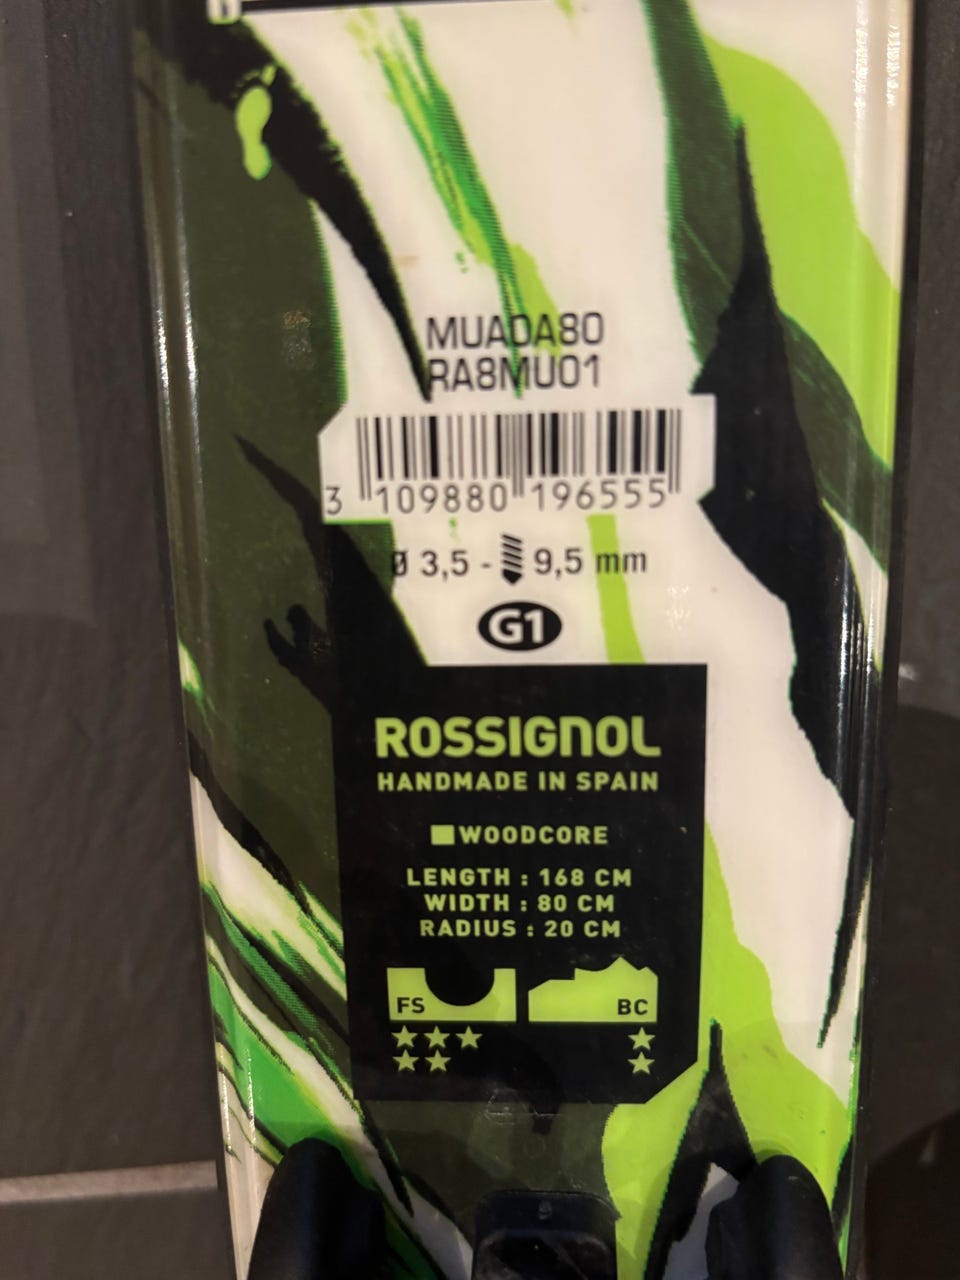 MUA0A80
RA8MU01
3 109880 196555
Ø 3,5 - 9,5 mm
G1
ROSSIGNOL
HANDMADE IN SPAIN
WOODCORE
LENGTH : 168 CM
WIDTH : 80 CM
RADIUS : 20 CM
FS BC